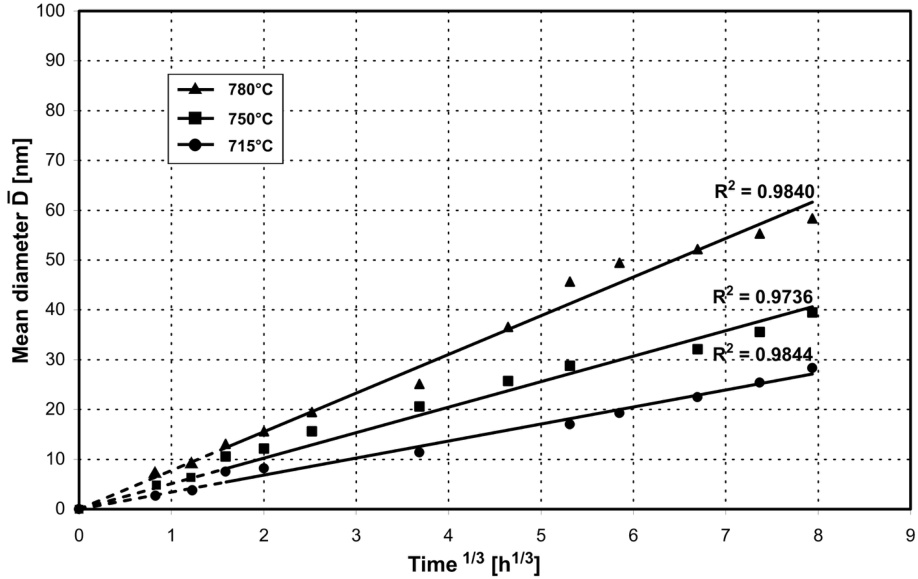 100
90
80
70
60
50
40
30
20
10
0
Mean diameter D̅ [nm]
780°C
750°C
715°C
R² = 0.9840
R² = 0.9736
R² = 0.9844
0 1 2 3 4 5 6 7 8 9
Time ^1/3 [h^1/3]